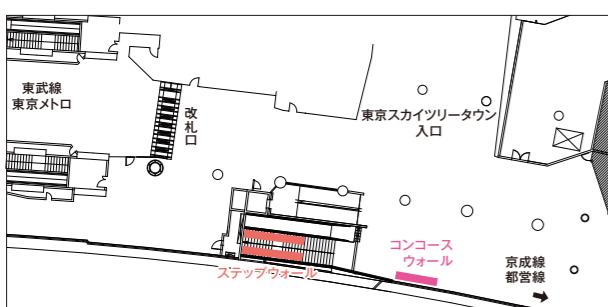 東武線
東京メトロ
改札口
東京スカイツリータウン
入口
ステップウォール
コンコース
ウォール
京成線
都営線